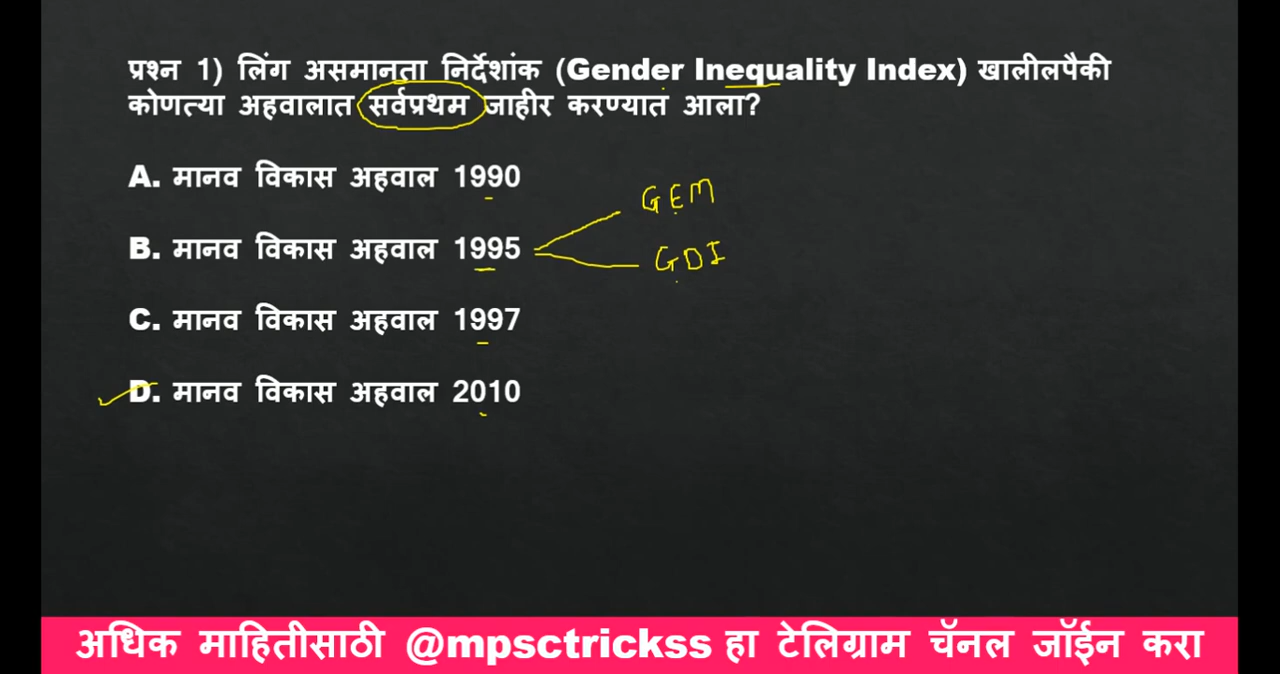 प्रश्न 1) लिंग असमानता निर्देशांक (Gender Inequality Index) खालीलपैकी
कोणत्या अहवालात सर्वप्रथम जाहीर करण्यात आला?
A. मानव विकास अहवाल 1990
GEM
B. मानव विकास अहवाल 1995
GDI
C. मानव विकास अहवाल 1997
D. मानव विकास अहवाल 2010
अधिक माहितीसाठी @mpsctrickss हा टेलिग्राम चॅनल जॉईन करा